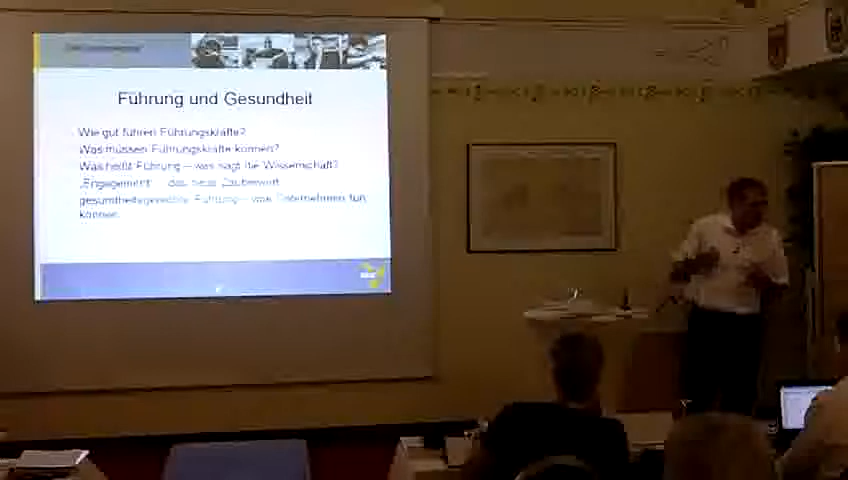 Führung und Gesundheit
Wie gut führen Führungskräfte?
Was müssen Führungskräfte können?
Was heißt Führung – was sagt die Wissenschaft?
„Engagement“ – das neue Zauberwort
gesundheitsgerechte Führung – was Unternehmen tun
können